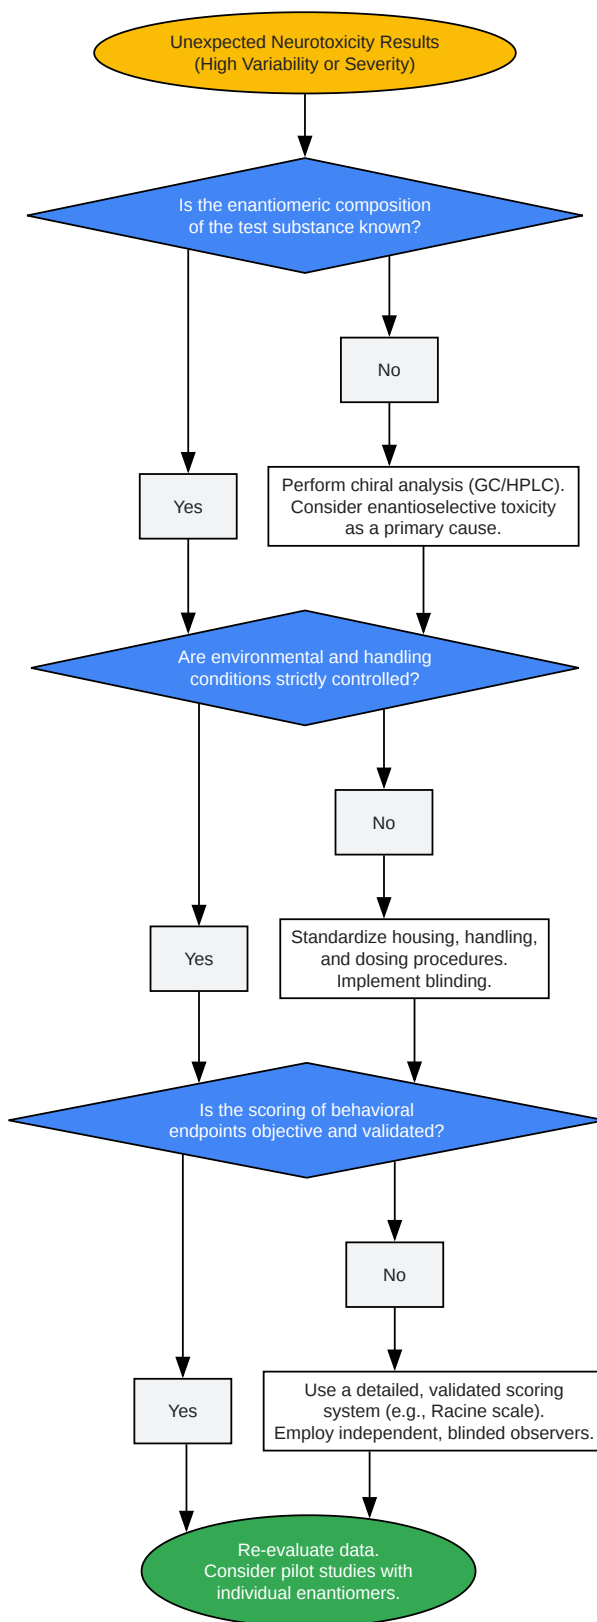 Unexpected Neurotoxicity Results
(High Variability or Severity)
Is the enantiomeric composition
of the test substance known?
No
Perform chiral analysis (GC/HPLC).
Consider enantioselective toxicity
as a primary cause.
Yes
Are environmental and handling
conditions strictly controlled?
No
Standardize housing, handling,
and dosing procedures.
Implement blinding.
Yes
Is the scoring of behavioral
endpoints objective and validated?
No
Use a detailed, validated scoring
system (e.g., Racine scale).
Employ independent, blinded observers.
Yes
Re-evaluate data.
Consider pilot studies with
individual enantiomers.